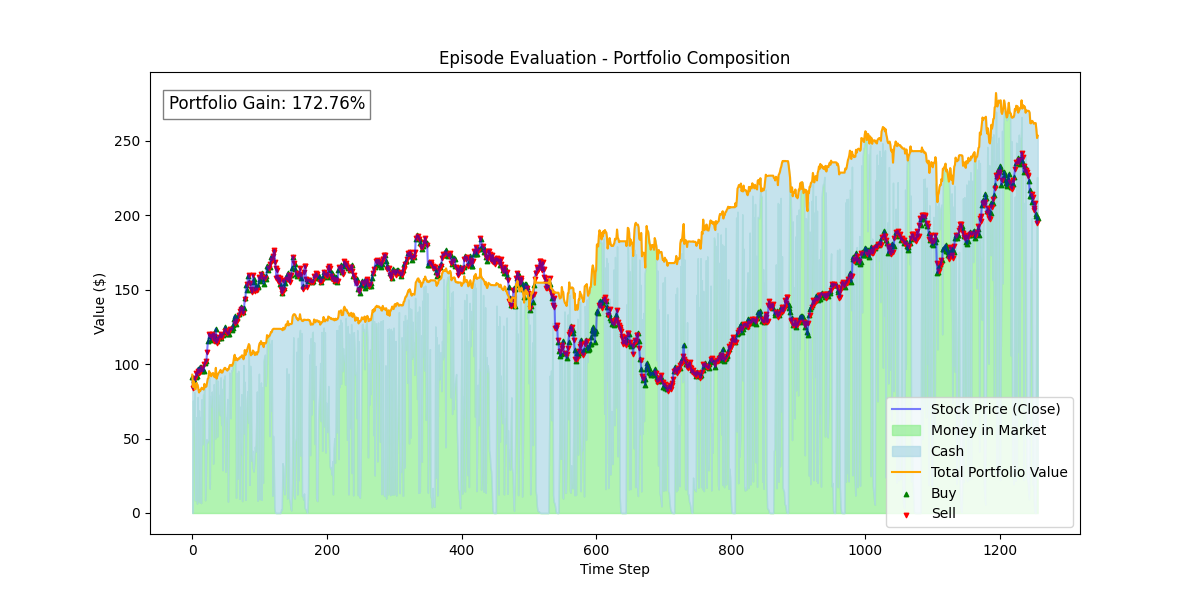 Episode Evaluation - Portfolio Composition
Portfolio Gain: 172.76%
Value ($)
250
200
150
100
50
0
0 200 400 600 800 1000 1200
Time Step
Stock Price (Close)
Money in Market
Cash
Total Portfolio Value
Buy
Sell